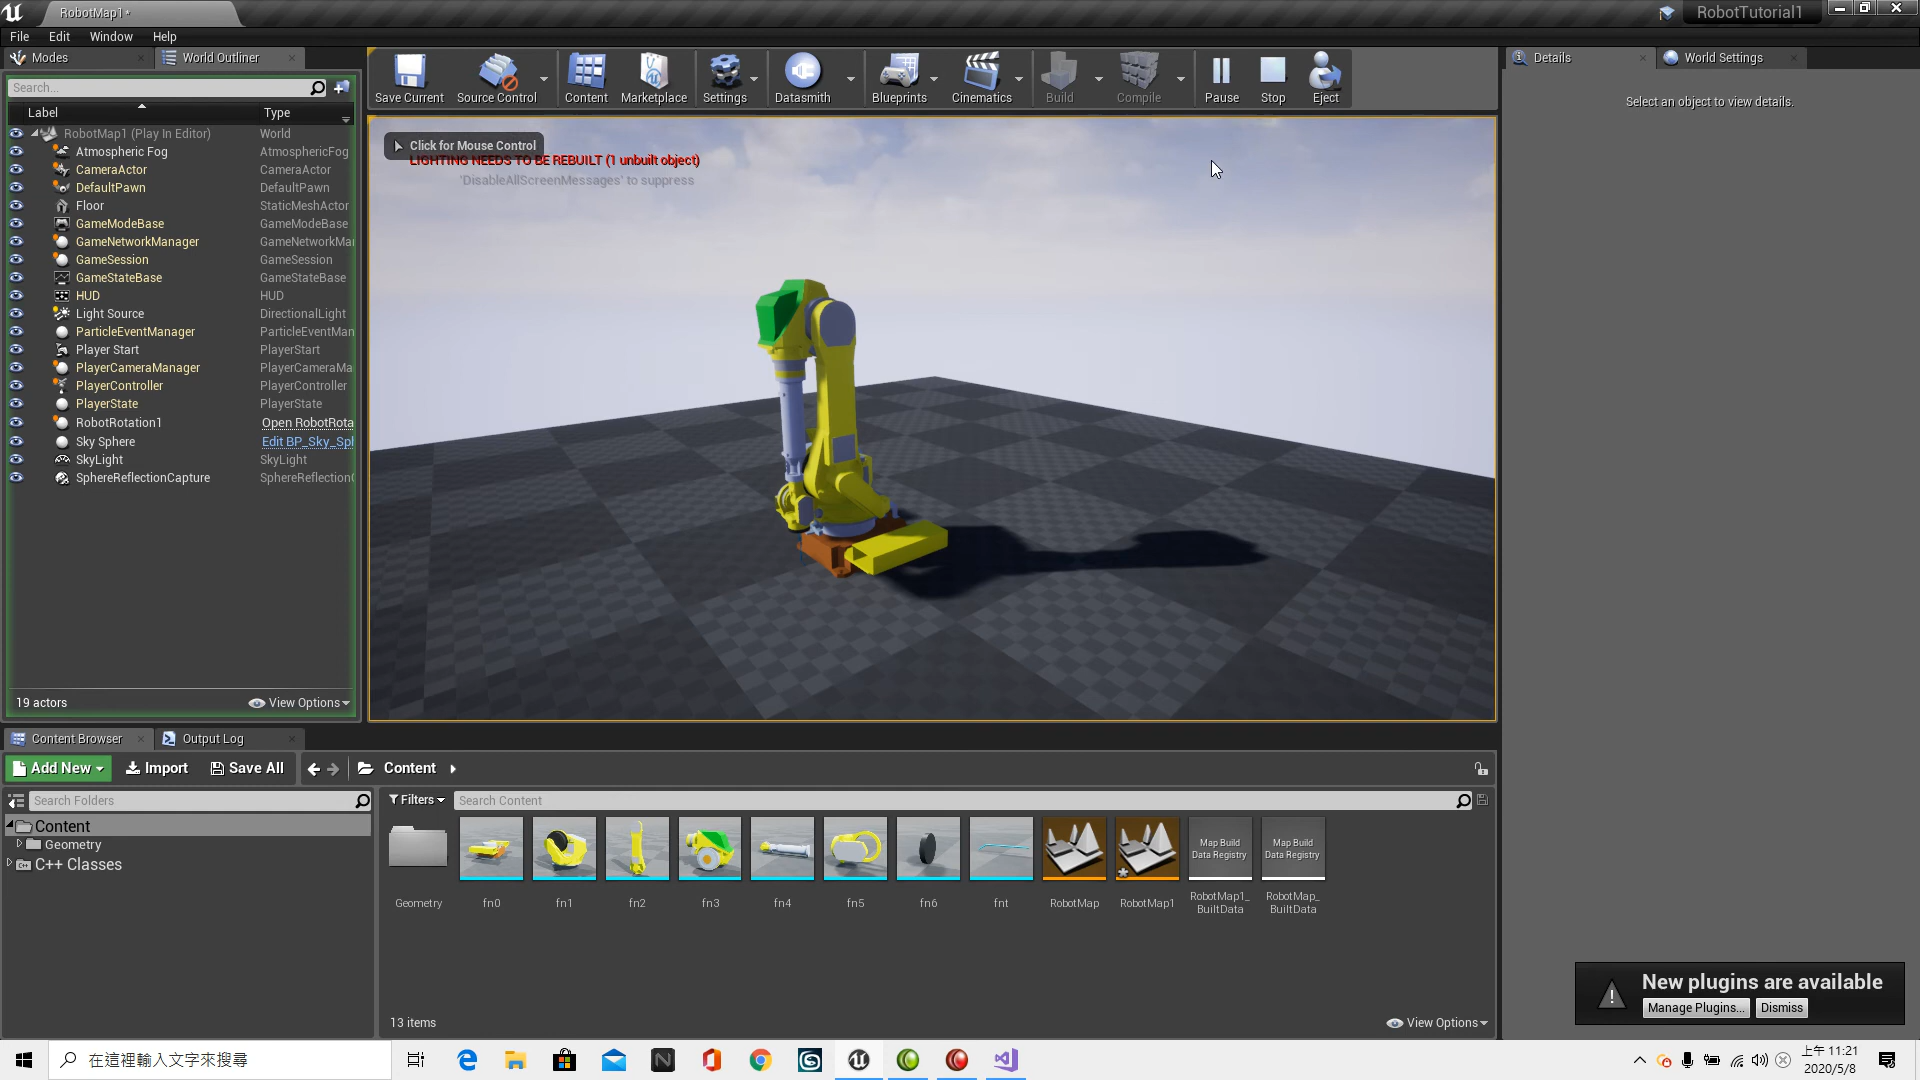 RobotMap1*
RobotTutorial1
File Edit Window Help
Modes
World Outliner
Search...
Label Type
RobotMap1 (Play In Editor) World
Atmospheric Fog AtmosphericFog
CameraActor CameraActor
DefaultPawn DefaultPawn
Floor StaticMeshActor
GameModeBase GameModeBase
GameNetworkManager GameNetworkMa
GameSession GameSession
GameStateBase GameStateBase
HUD HUD
Light Source DirectionalLight
ParticleEventManager ParticleEventMan
Player Start PlayerStart
PlayerCameraManager PlayerCameraMa
PlayerController PlayerController
PlayerState PlayerState
RobotRotation1 Open RobotRota
Sky Sphere Edit BP_Sky_Sph
SkyLight SkyLight
SphereReflectionCapture SphereReflection
19 actors
View Options
Save Current Source Control Content Marketplace Settings Datasmith Blueprints Cinematics Build Compile Pause Stop Eject
Click for Mouse Control
LIGHTING NEEDS TO BE REBUILT (1 unbuilt object)
'DisableAllScreenMessages' to suppress
Details
World Settings
Select an object to view details.
Content Browser
Output Log
Add New Import Save All Content
Search Folders
Content
Geometry
C++ Classes
Filters
Search Content
Map Build
Data Registry
Map Build
Data Registry
Geometry fn0 fn1 fn2 fn3 fn4 fn5 fn6 fnt RobotMap RobotMap1
RobotMap1_
BuiltData
RobotMap_
BuiltData
13 items
View Options
New plugins are available
Manage Plugins... Dismiss
在這裡輸入文字來搜尋
上午 11:21
2020/5/8